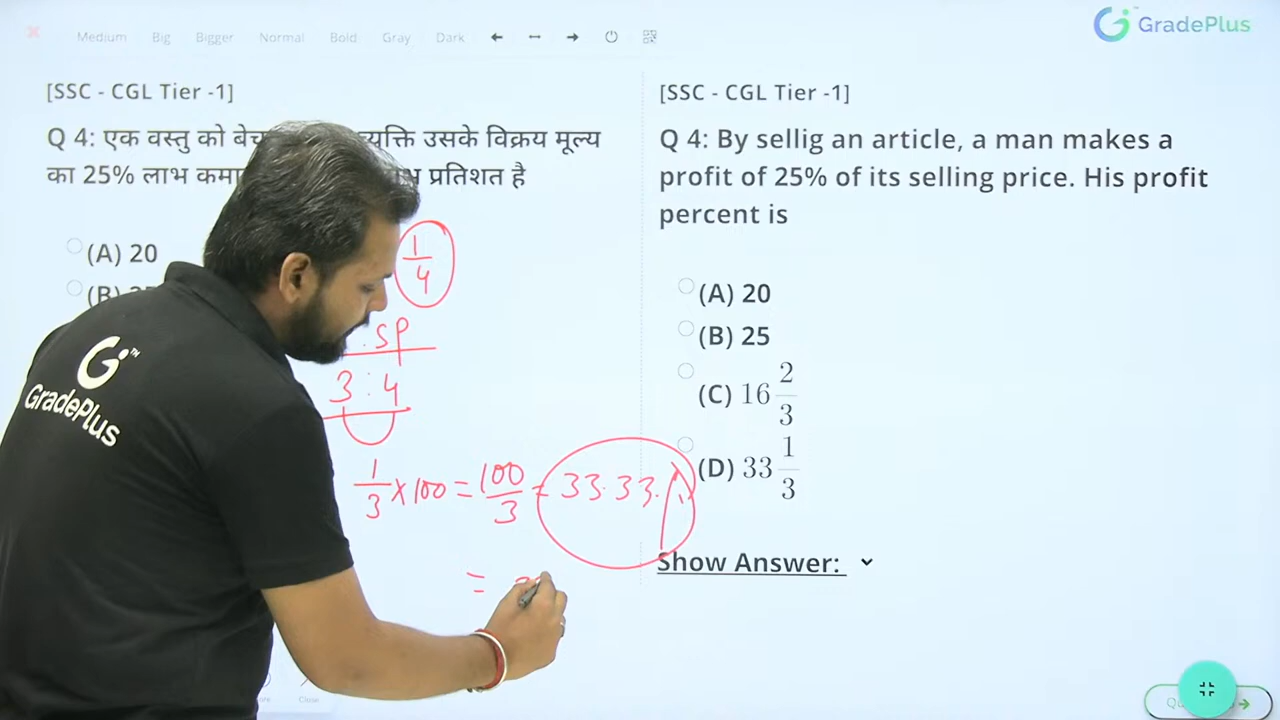 Medium Big Bigger Normal Bold Gray Dark
GradePlus
[SSC - CGL Tier -1]
Q 4: एक वस्तु को उसके विक्रय मूल्य
का 25% लाभ प्रतिशत है
(A) 20
(B)
1/4
SP
3 : 4
1/3 × 100 = 100/3 = 33.33%
=
[SSC - CGL Tier -1]
Q 4: By sellig an article, a man makes a
profit of 25% of its selling price. His profit
percent is
(A) 20
(B) 25
(C) 16 2/3
(D) 33 1/3
Show Answer:
GradePlus
Close